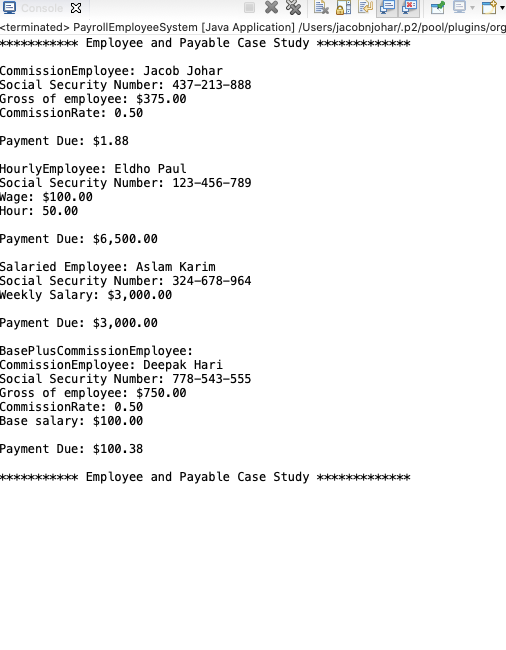 Console
<terminated> PayrollEmployeeSystem [Java Application] /Users/jacobnjohar/.p2/pool/plugins/org
*********** Employee and Payable Case Study *************
CommissionEmployee: Jacob Johar
Social Security Number: 437-213-888
Gross of employee: $375.00
CommissionRate: 0.50
Payment Due: $1.88
HourlyEmployee: Eldho Paul
Social Security Number: 123-456-789
Wage: $100.00
Hour: 50.00
Payment Due: $6,500.00
Salaried Employee: Aslam Karim
Social Security Number: 324-678-964
Weekly Salary: $3,000.00
Payment Due: $3,000.00
BasePlusCommissionEmployee:
CommissionEmployee: Deepak Hari
Social Security Number: 778-543-555
Gross of employee: $750.00
CommissionRate: 0.50
Base salary: $100.00
Payment Due: $100.38
*********** Employee and Payable Case Study *************